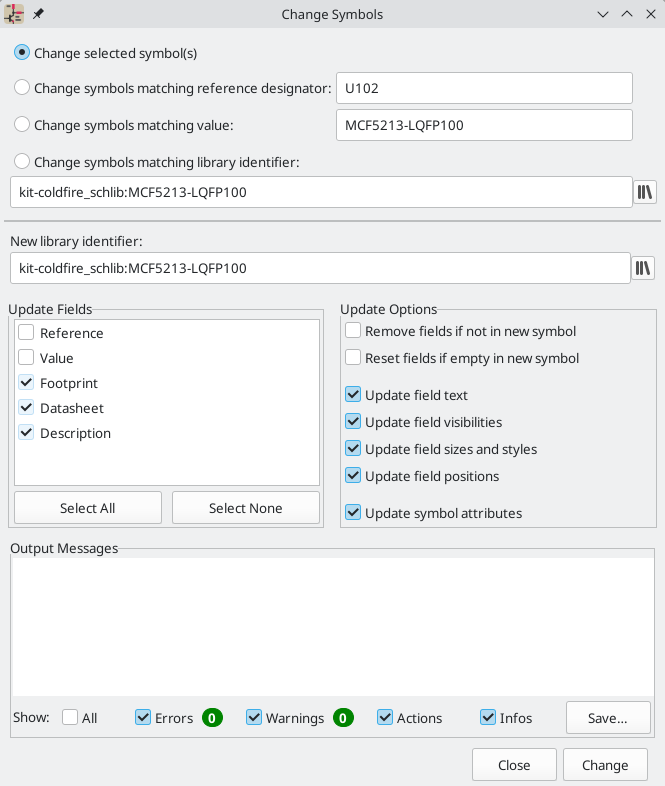 Change Symbols
Change selected symbol(s)
Change symbols matching reference designator: U102
Change symbols matching value: MCF5213-LQFP100
Change symbols matching library identifier:
kit-coldfire_schlib:MCF5213-LQFP100
New library identifier:
kit-coldfire_schlib:MCF5213-LQFP100
Update Fields
Reference
Value
Footprint
Datasheet
Description
Select All Select None
Update Options
Remove fields if not in new symbol
Reset fields if empty in new symbol
Update field text
Update field visibilities
Update field sizes and styles
Update field positions
Update symbol attributes
Output Messages
Show: All Errors 0 Warnings 0 Actions Infos Save...
Close Change